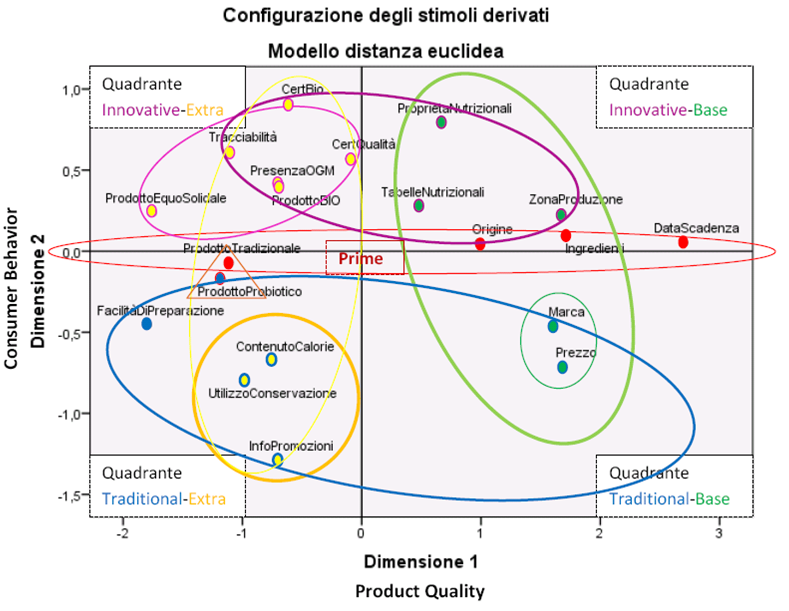 Configurazione degli stimoli derivati
Modello distanza euclidea
Quadrante
Innovative-Extra
Quadrante
Innovative-Base
CertBio
ProprietaNutrizionali
Tracciabilità
CertQualità
PresenzaOGM
ProdottoBIO
ProdottoEquoSolidale
TabelleNutrizionali
ZonaProduzione
Origine
Ingredienti
DataScadenza
ProdottoTradizionale
Prime
ProdottoProbiotico
FacilitàDiPreparazione
Marca
Prezzo
ContenutoCalorie
UtilizzoConservazione
InfoPromozioni
Quadrante
Traditional-Extra
Quadrante
Traditional-Base
1,0
0,5
0,0
-0,5
-1,0
-1,5
-2
-1
0
1
2
3
Consumer Behavior
Dimensione 2
Dimensione 1
Product Quality